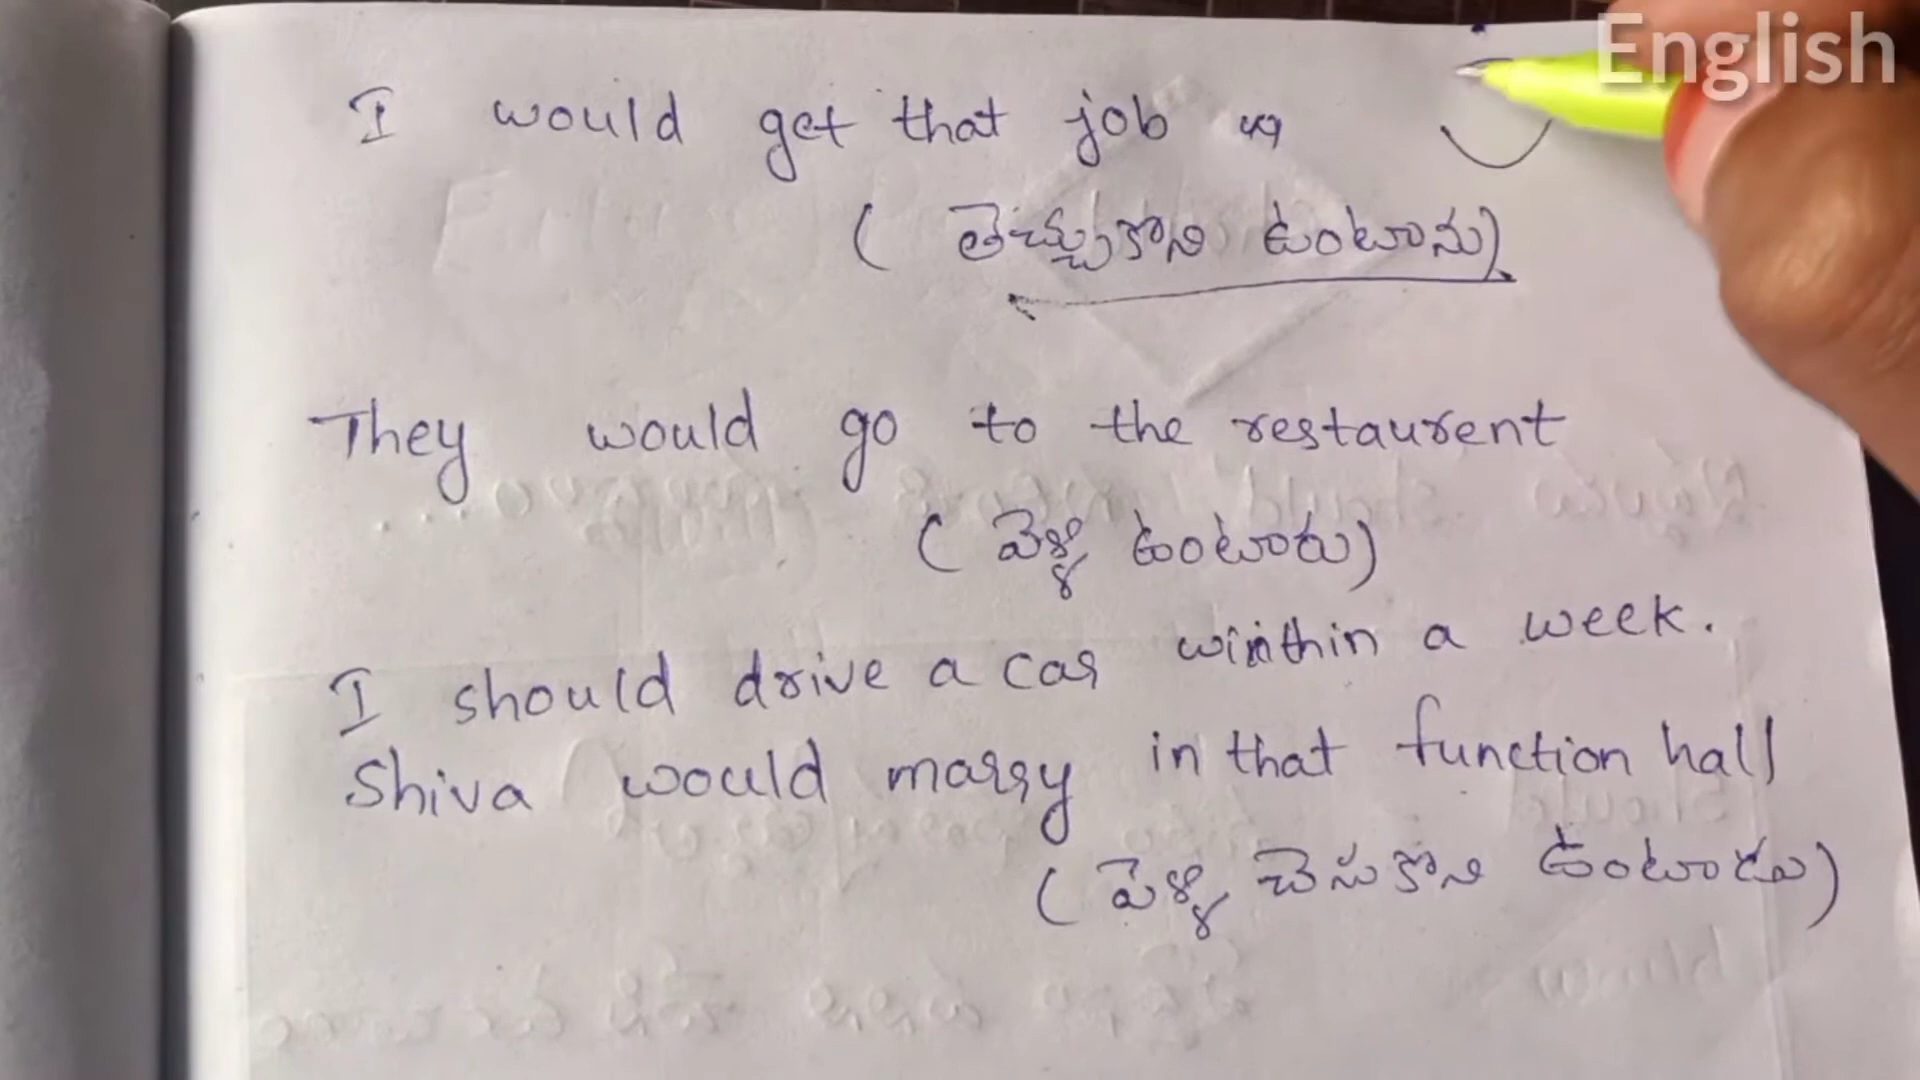 English
I would get that job
( తెచ్చుకొని ఉంటాను)
They would go to the restaurent
( వెళ్ళి ఉంటారు)
I should drive a car within a week.
Shiva would marry in that function hall
( పెళ్ళి చెసుకొని ఉంటాడు)